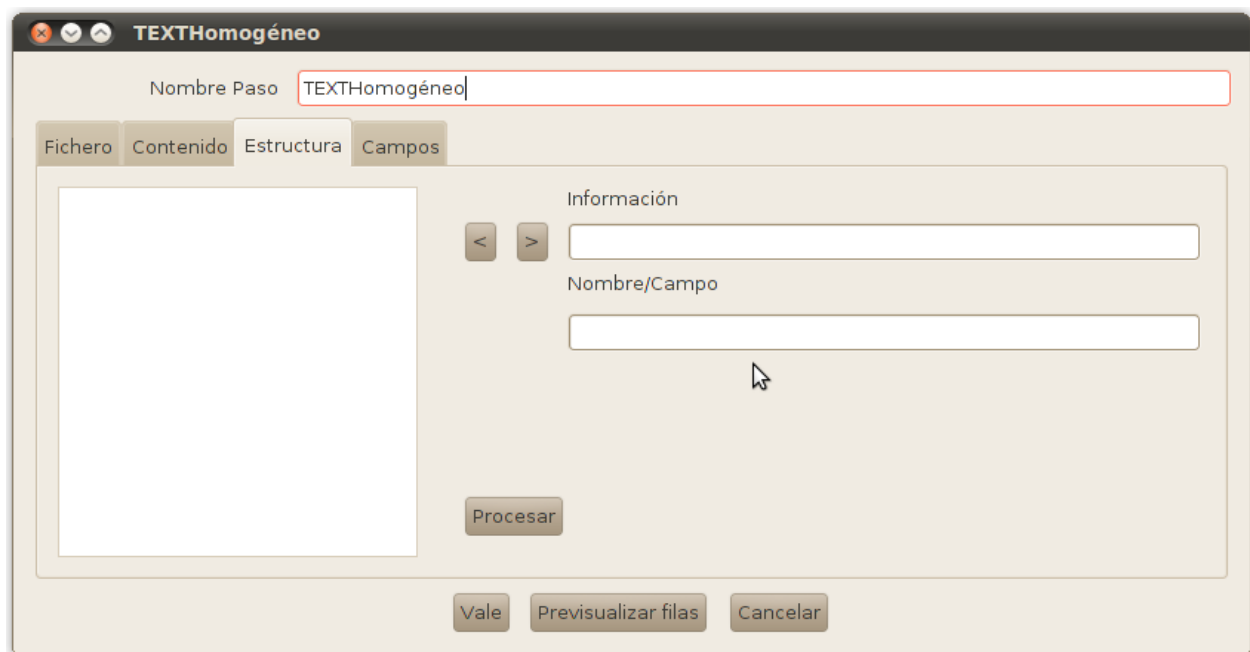 TEXTHomogéneo
Nombre Paso TEXTHomogéneo
Fichero Contenido Estructura Campos
Información
< >
Nombre/Campo
Procesar
Vale Previsualizar filas Cancelar